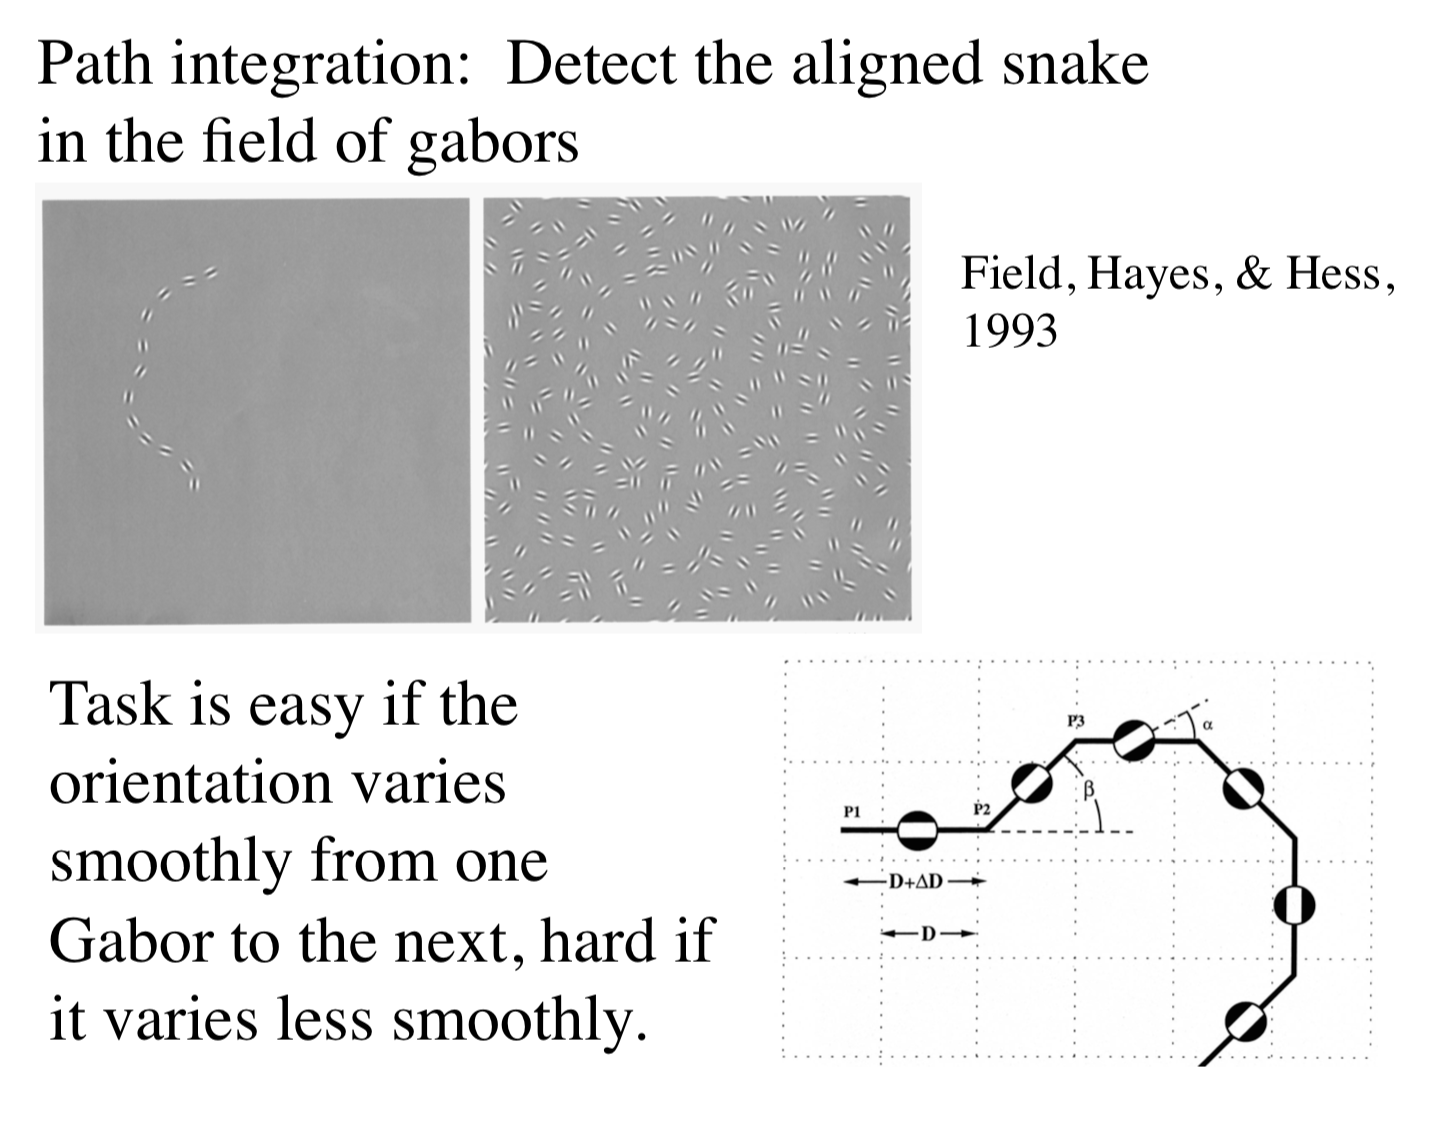 Path integration: Detect the aligned snake
in the field of gabors
Field, Hayes, & Hess,
1993
Task is easy if the
orientation varies
smoothly from one
Gabor to the next, hard if
it varies less smoothly.
P3
α
β
P1
P2
D+ΔD
D